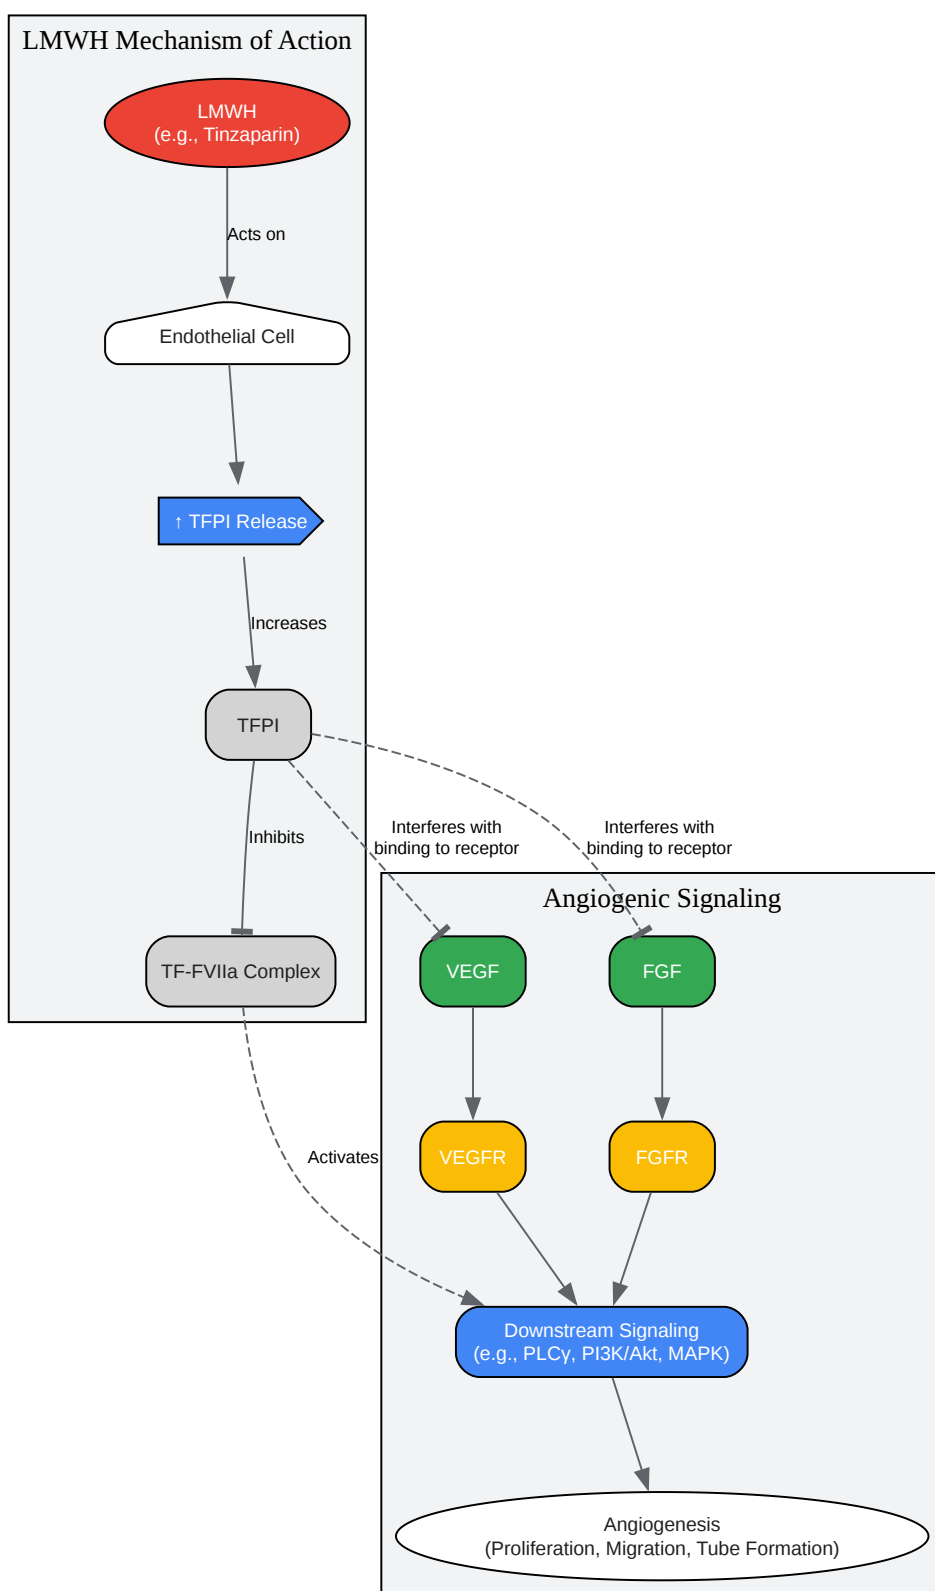 LMWH Mechanism of Action
LMWH
(e.g., Tinzaparin)
Acts on
Endothelial Cell
↑ TFPI Release
Increases
TFPI
Inhibits
Interferes with
binding to receptor
Interferes with
binding to receptor
TF-FVIIa Complex
Angiogenic Signaling
VEGF
FGF
Activates
VEGFR
FGFR
Downstream Signaling
(e.g., PLCγ, PI3K/Akt, MAPK)
Angiogenesis
(Proliferation, Migration, Tube Formation)